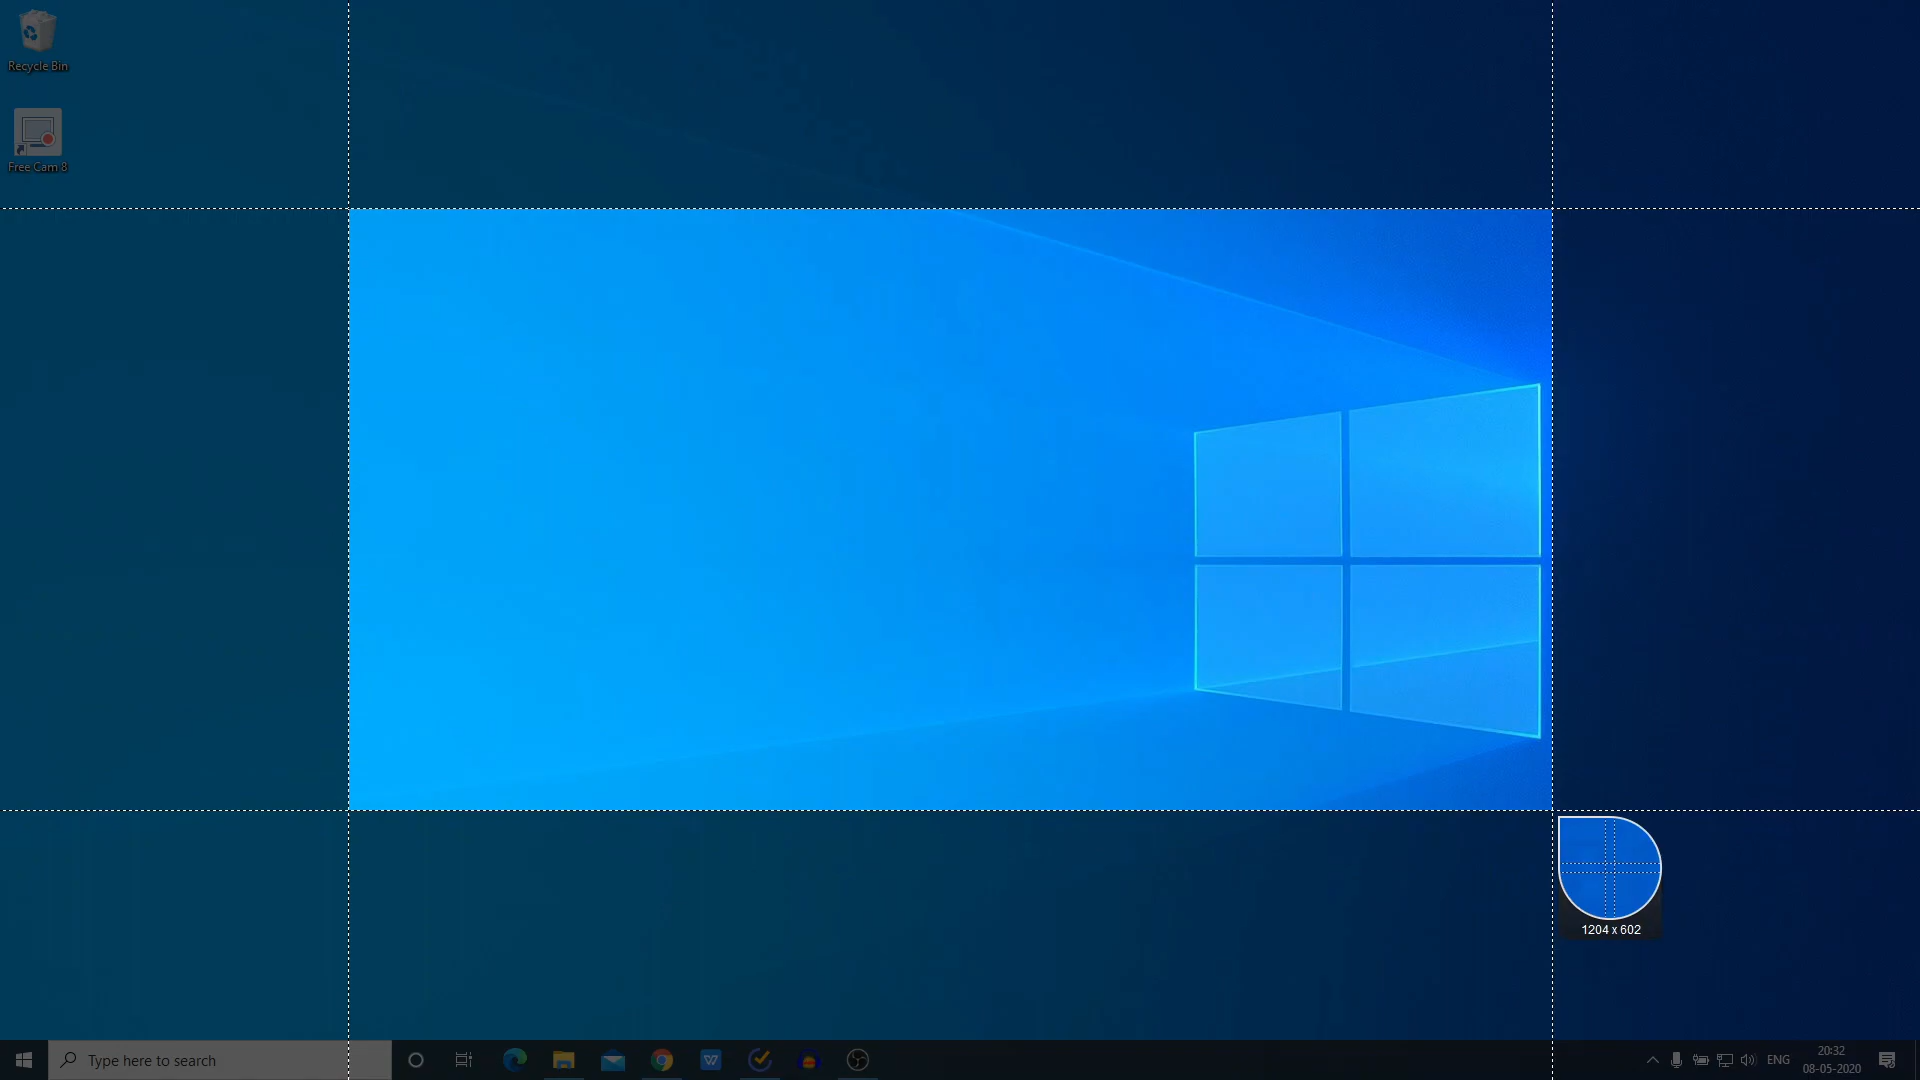 Recycle Bin
Free Cam 8
1204 x 602
Type here to search
W
ENG
20:32
08-05-2020